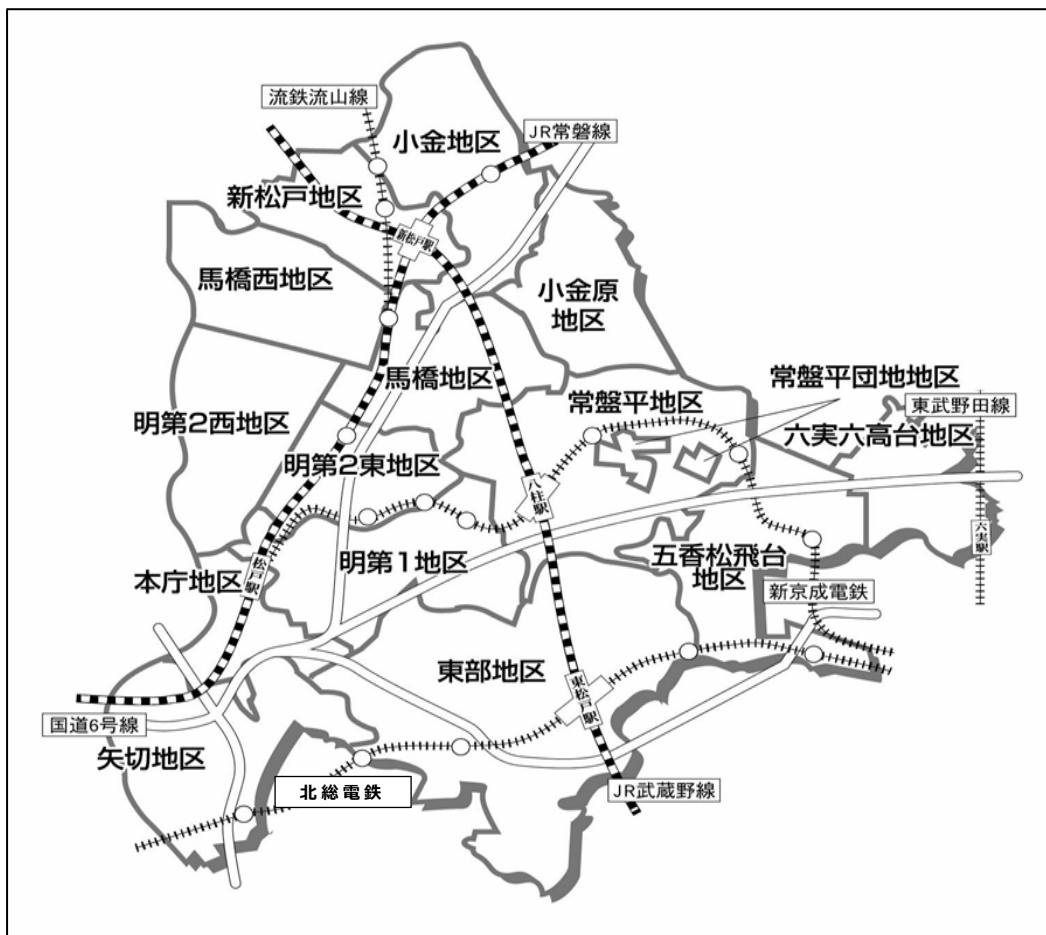 流鉄流山線
小金地区
JR常磐線
新松戸地区
新松戸駅
馬橋西地区
小金原
地区
馬橋地区
常盤平団地地区
常盤平地区
東武野田線
明第2西地区
六実六高台地区
明第2東地区
八柱駅
六実駅
松戸駅
本庁地区
明第1地区
五香松飛台
地区
新京成電鉄
東部地区
東松戸駅
国道6号線
矢切地区
北総電鉄
JR武蔵野線